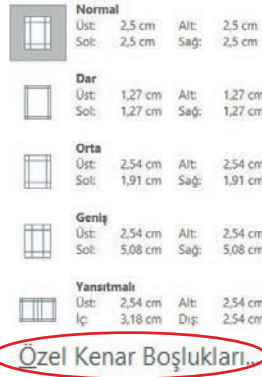 Normal
Üst: 2,5 cm Alt: 2,5 cm
Sol: 2,5 cm Sağ: 2,5 cm
Dar
Üst: 1,27 cm Alt: 1,27 cm
Sol: 1,27 cm Sağ: 1,27 cm
Orta
Üst: 2,54 cm Alt: 2,54 cm
Sol: 1,91 cm Sağ: 1,91 cm
Geniş
Üst: 2,54 cm Alt: 2,54 cm
Sol: 5,08 cm Sağ: 5,08 cm
Yansıtmalı
Üst: 2,54 cm Alt: 2,54 cm
İç: 3,18 cm Dış: 2,54 cm
Özel Kenar Boşlukları...